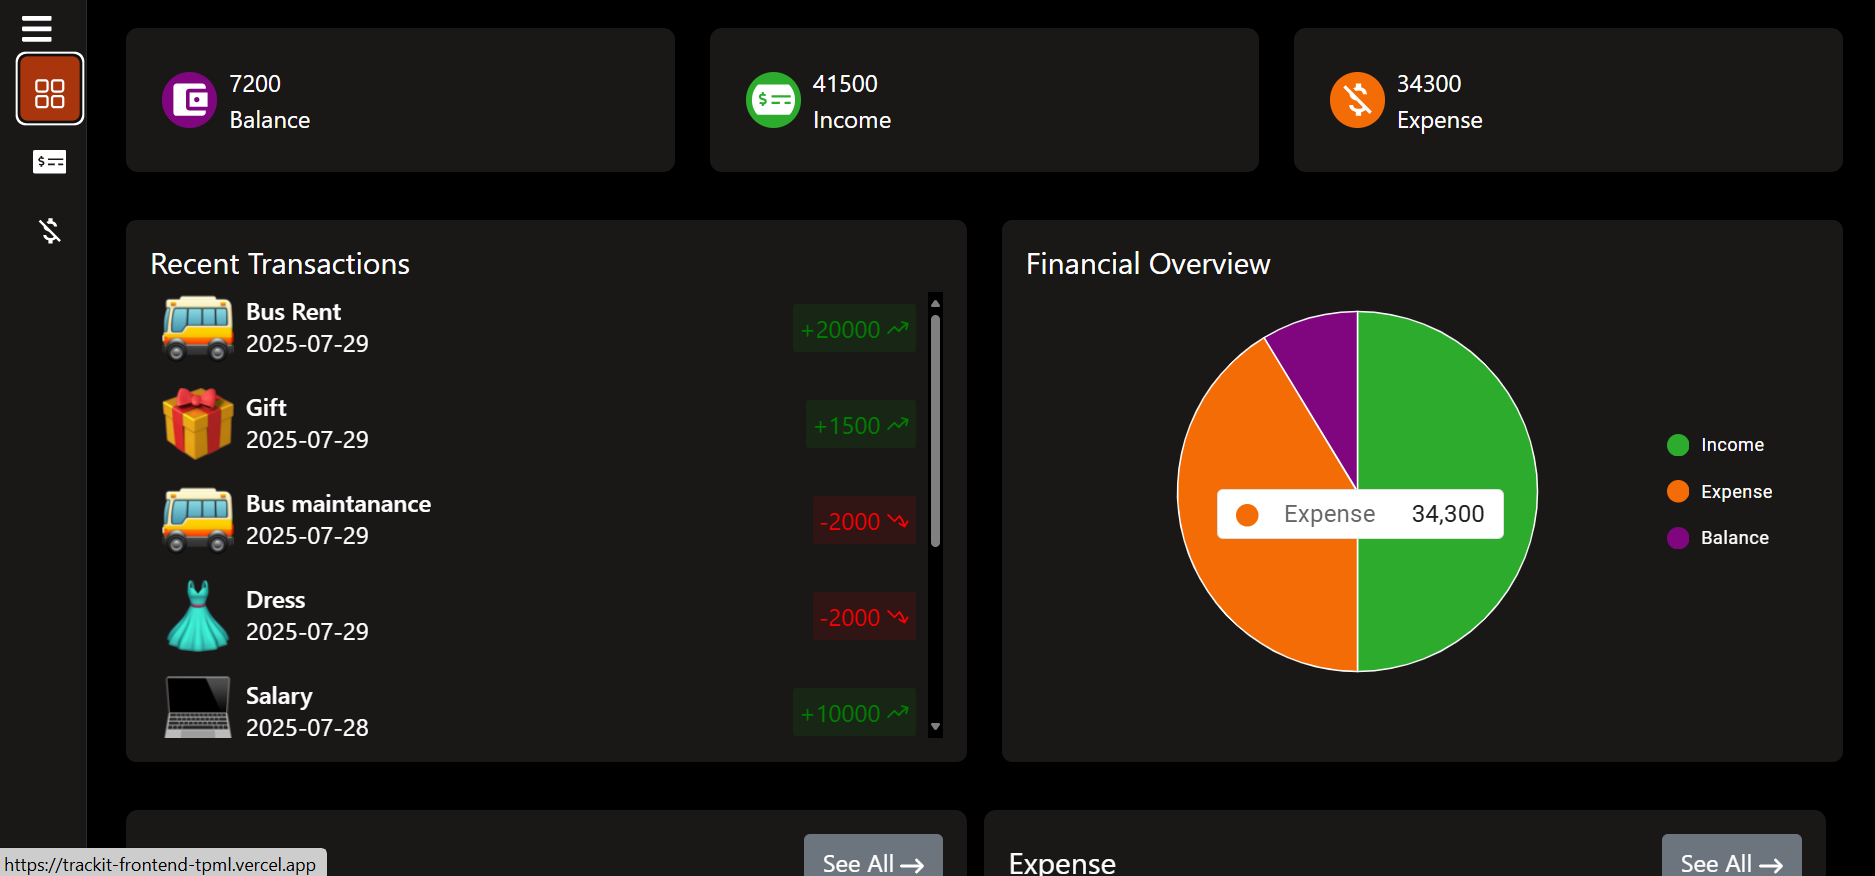 7200
Balance
41500
Income
34300
Expense
Recent Transactions
Bus Rent
2025-07-29
+20000
Gift
2025-07-29
+1500
Bus maintanance
2025-07-29
-2000
Dress
2025-07-29
-2000
Salary
2025-07-28
+10000
Financial Overview
Expense 34,300
Income
Expense
Balance
See All
Expense
See All
https://trackit-frontend-tpml.vercel.app